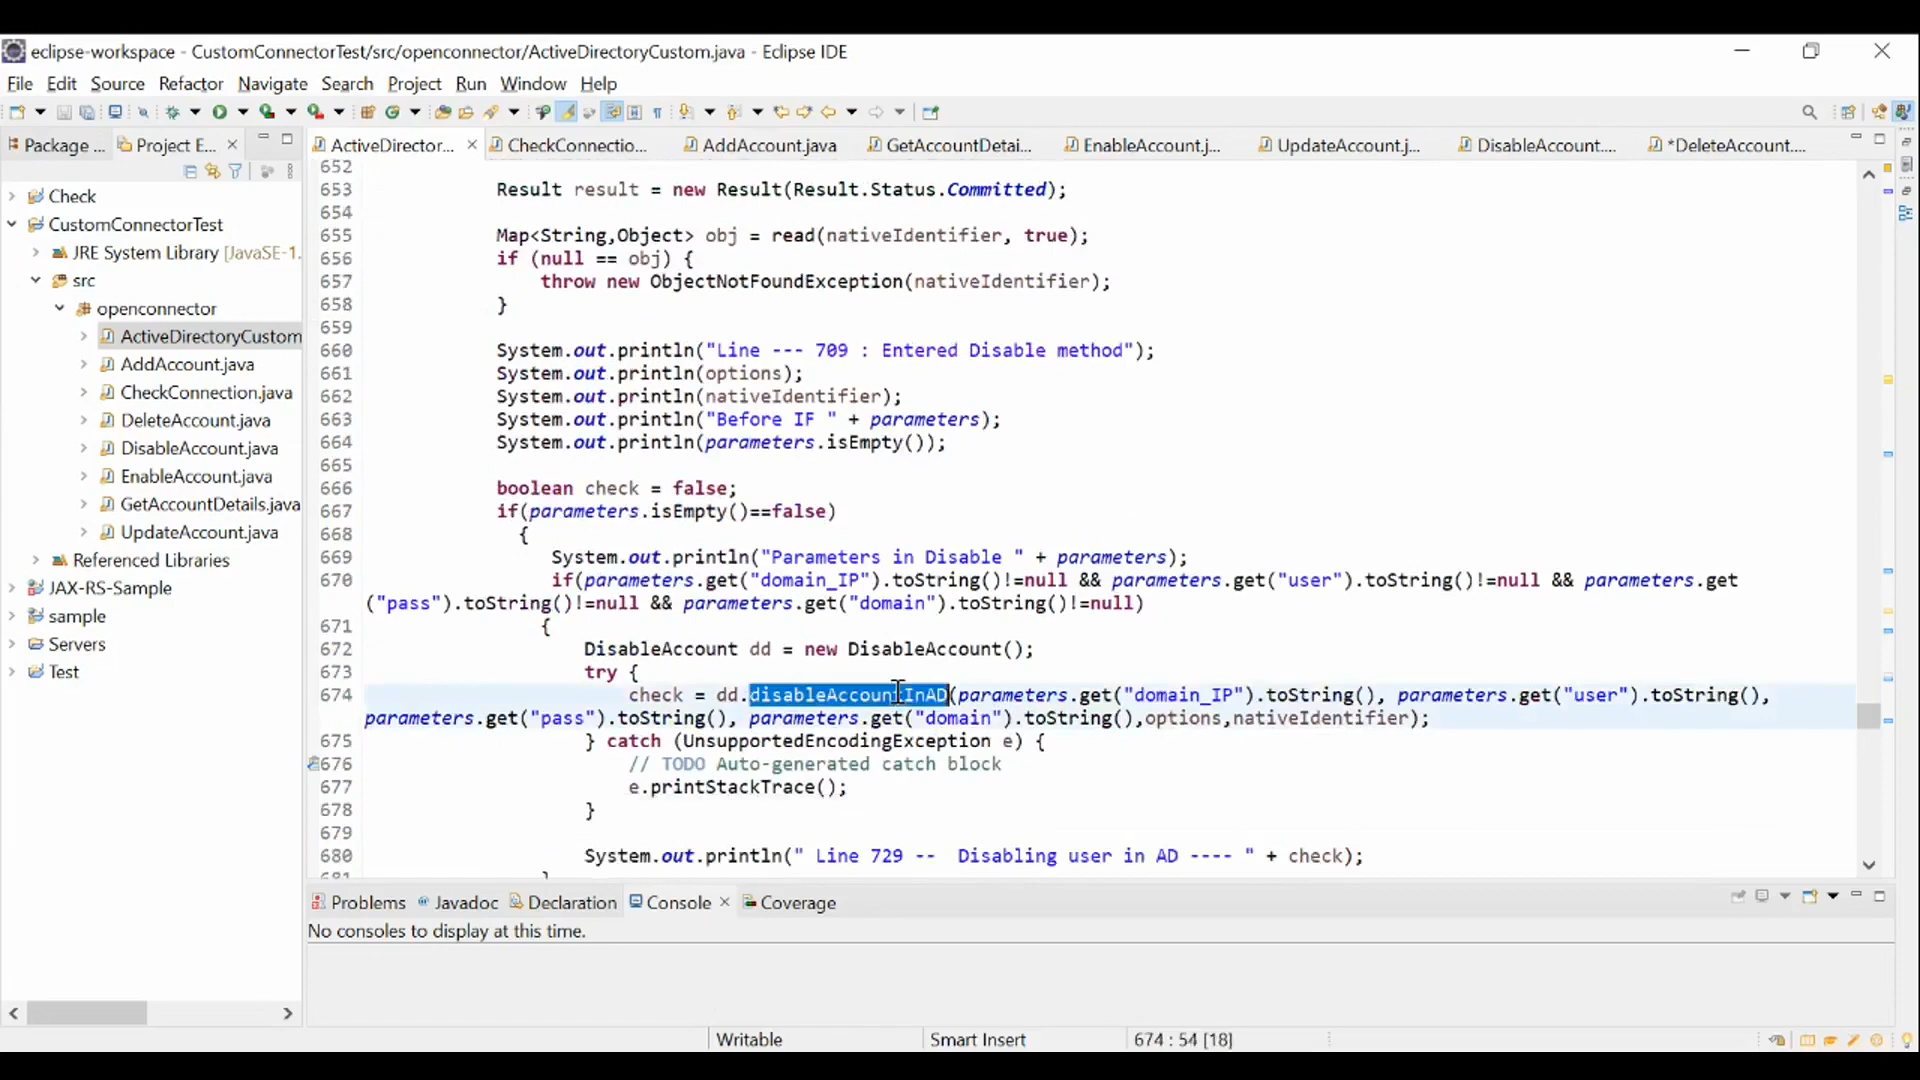 eclipse-workspace - CustomConnectorTest/src/openconnector/ActiveDirectoryCustom.java - Eclipse IDE
File Edit Source Refactor Navigate Search Project Run Window Help
Package ... Project E... ActiveDirector... CheckConnectio... AddAccount.java GetAccountDetai... EnableAccount.j... UpdateAccount.j... DisableAccount.... *DeleteAccount....
Check
CustomConnectorTest
JRE System Library [JavaSE-1.
src
openconnector
ActiveDirectoryCustom
AddAccount.java
CheckConnection.java
DeleteAccount.java
DisableAccount.java
EnableAccount.java
GetAccountDetails.java
UpdateAccount.java
Referenced Libraries
JAX-RS-Sample
sample
Servers
Test
652
653 Result result = new Result(Result.Status.Committed);
654
655 Map<String,Object> obj = read(nativeIdentifier, true);
656 if (null == obj) {
657 throw new ObjectNotFoundException(nativeIdentifier);
658 }
659
660 System.out.println("Line --- 709 : Entered Disable method");
661 System.out.println(options);
662 System.out.println(nativeIdentifier);
663 System.out.println("Before IF " + parameters);
664 System.out.println(parameters.isEmpty());
665
666 boolean check = false;
667 if(parameters.isEmpty()==false)
668 {
669 System.out.println("Parameters in Disable " + parameters);
670 if(parameters.get("domain_IP").toString()!=null && parameters.get("user").toString()!=null && parameters.get
("pass").toString()!=null && parameters.get("domain").toString()!=null)
671 {
672 DisableAccount dd = new DisableAccount();
673 try {
674 check = dd.disableAccountInAD(parameters.get("domain_IP").toString(), parameters.get("user").toString(),
parameters.get("pass").toString(), parameters.get("domain").toString(),options,nativeIdentifier);
675 } catch (UnsupportedEncodingException e) {
676 // TODO Auto-generated catch block
677 e.printStackTrace();
678 }
679
680 System.out.println(" Line 729 -- Disabling user in AD ---- " + check);
681 }
Problems Javadoc Declaration Console Coverage
No consoles to display at this time.
Writable Smart Insert 674 : 54 [18]